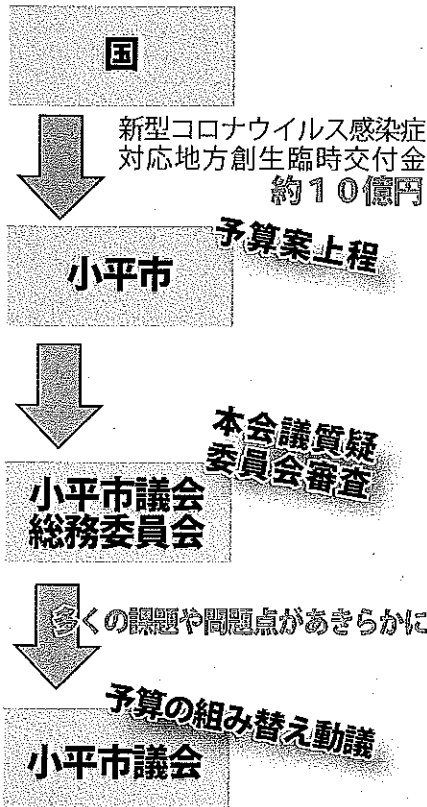 国
新型コロナウイルス感染症
対応地方創生臨時交付金
約10億円
予算案上程
小平市
本会議質疑
委員会審査
小平市議会
総務委員会
多くの課題や問題点があきらかに
予算の組み替え動議
小平市議会